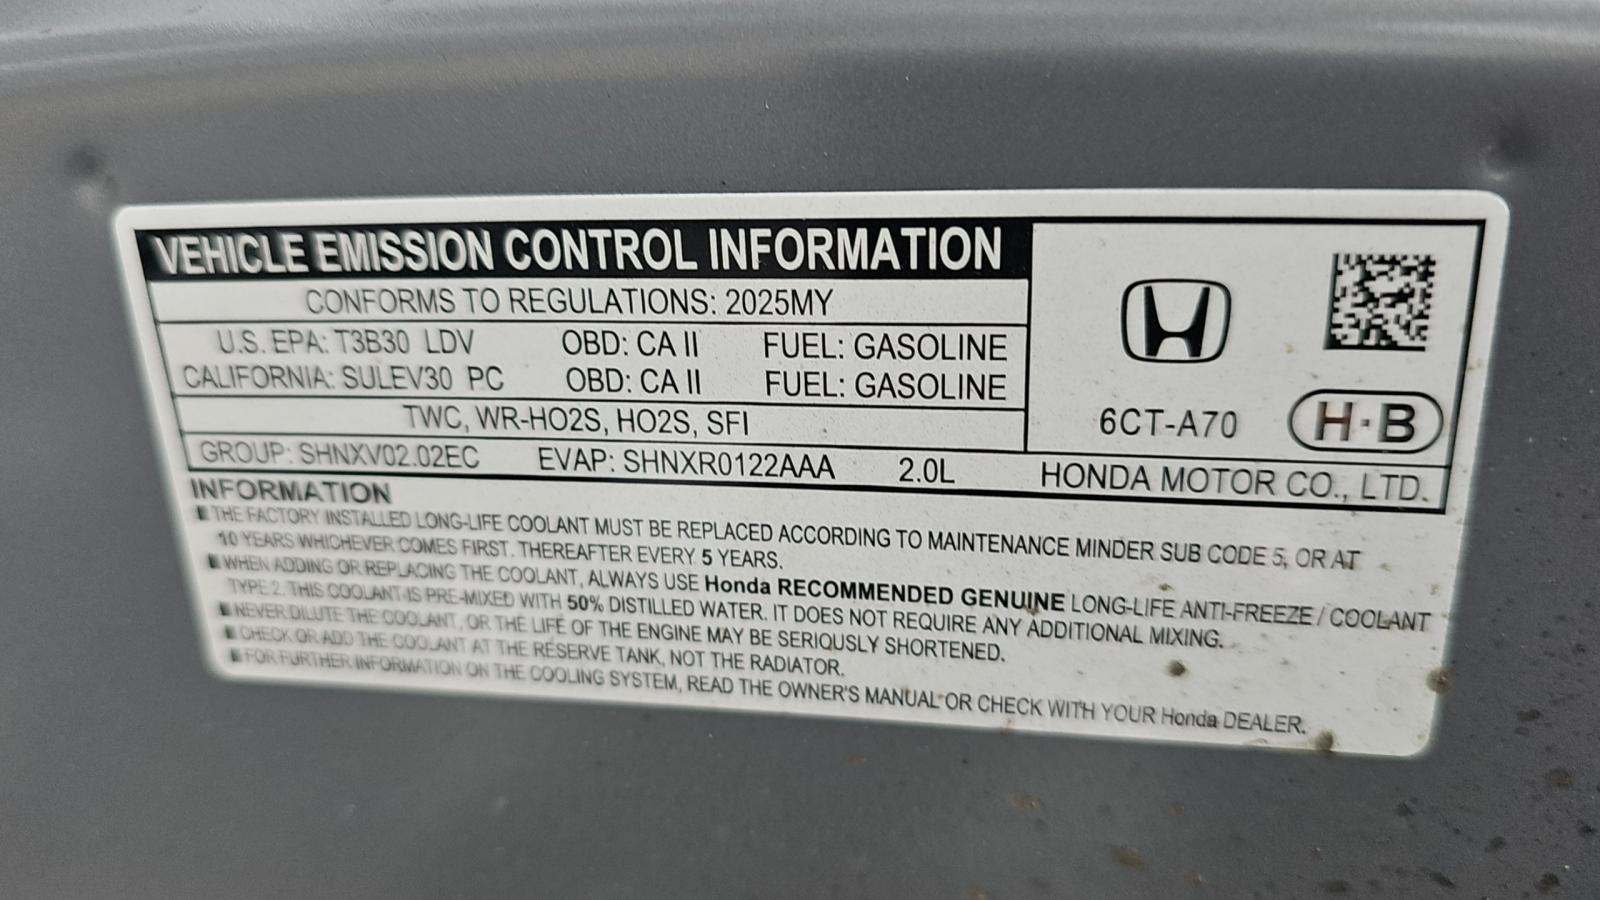 VEHICLE EMISSION CONTROL INFORMATION
CONFORMS TO REGULATIONS: 2025MY
U.S. EPA: T3B30 LDV OBD: CA II FUEL: GASOLINE
CALIFORNIA: SULEV30 PC OBD: CA II FUEL: GASOLINE
TWC, WR-HO2S, HO2S, SFI
6CT-A70 H·B
GROUP: SHNXV02.02EC EVAP: SHNXR0122AAA 2.0L HONDA MOTOR CO., LTD.
INFORMATION
■ THE FACTORY INSTALLED LONG-LIFE COOLANT MUST BE REPLACED ACCORDING TO MAINTENANCE MINDER SUB CODE 5, OR AT
10 YEARS WHICHEVER COMES FIRST. THEREAFTER EVERY 5 YEARS.
■ WHEN ADDING OR REPLACING THE COOLANT, ALWAYS USE Honda RECOMMENDED GENUINE LONG-LIFE ANTI-FREEZE / COOLANT
TYPE 2. THIS COOLANT IS PRE-MIXED WITH 50% DISTILLED WATER. IT DOES NOT REQUIRE ANY ADDITIONAL MIXING.
■ NEVER DILUTE THE COOLANT, OR THE LIFE OF THE ENGINE MAY BE SERIOUSLY SHORTENED.
■ CHECK OR ADD THE COOLANT AT THE RESERVE TANK, NOT THE RADIATOR.
■ FOR FURTHER INFORMATION ON THE COOLING SYSTEM, READ THE OWNER'S MANUAL OR CHECK WITH YOUR Honda DEALER.